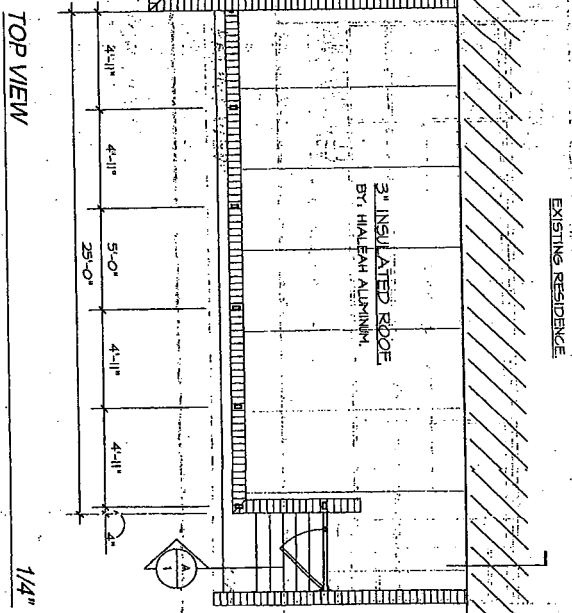 EXISTING RESIDENCE
3" INSULATED ROOF
BY: HIALEAH ALUMINUM.
4'-11"
4'-11"
5'-0"
4'-11"
4'-11"
4"
25'-0"
A
1
TOP VIEW
1/4"